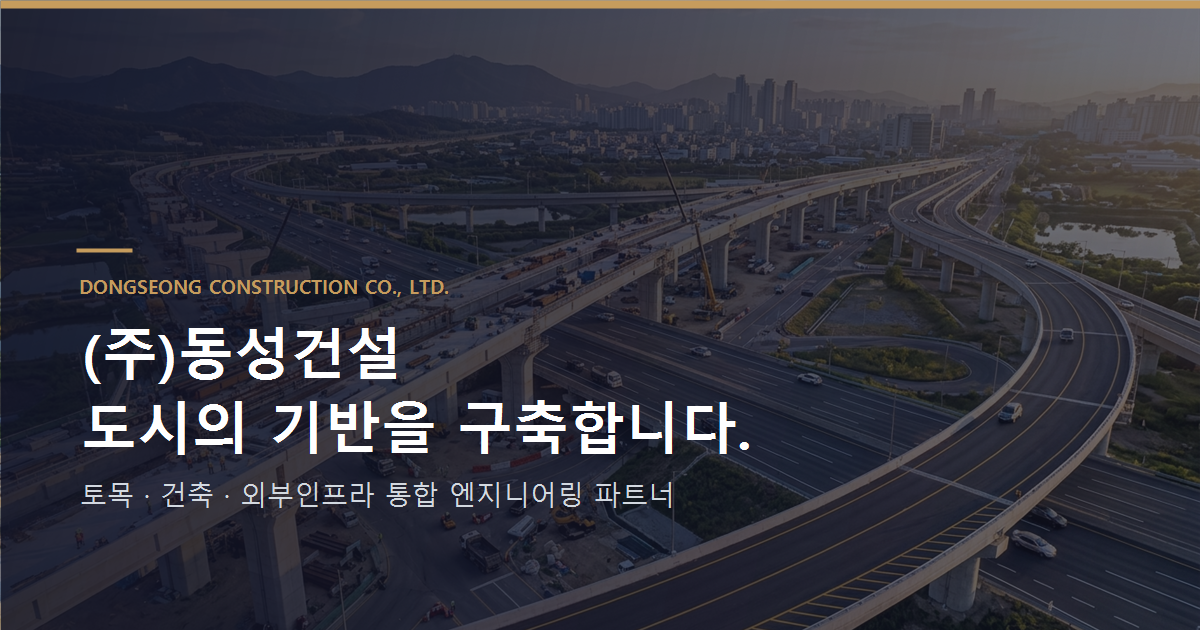 DONGSEONG CONSTRUCTION CO., LTD.
(주)동성건설
도시의 기반을 구축합니다.
토목 · 건축 · 외부인프라 통합 엔지니어링 파트너